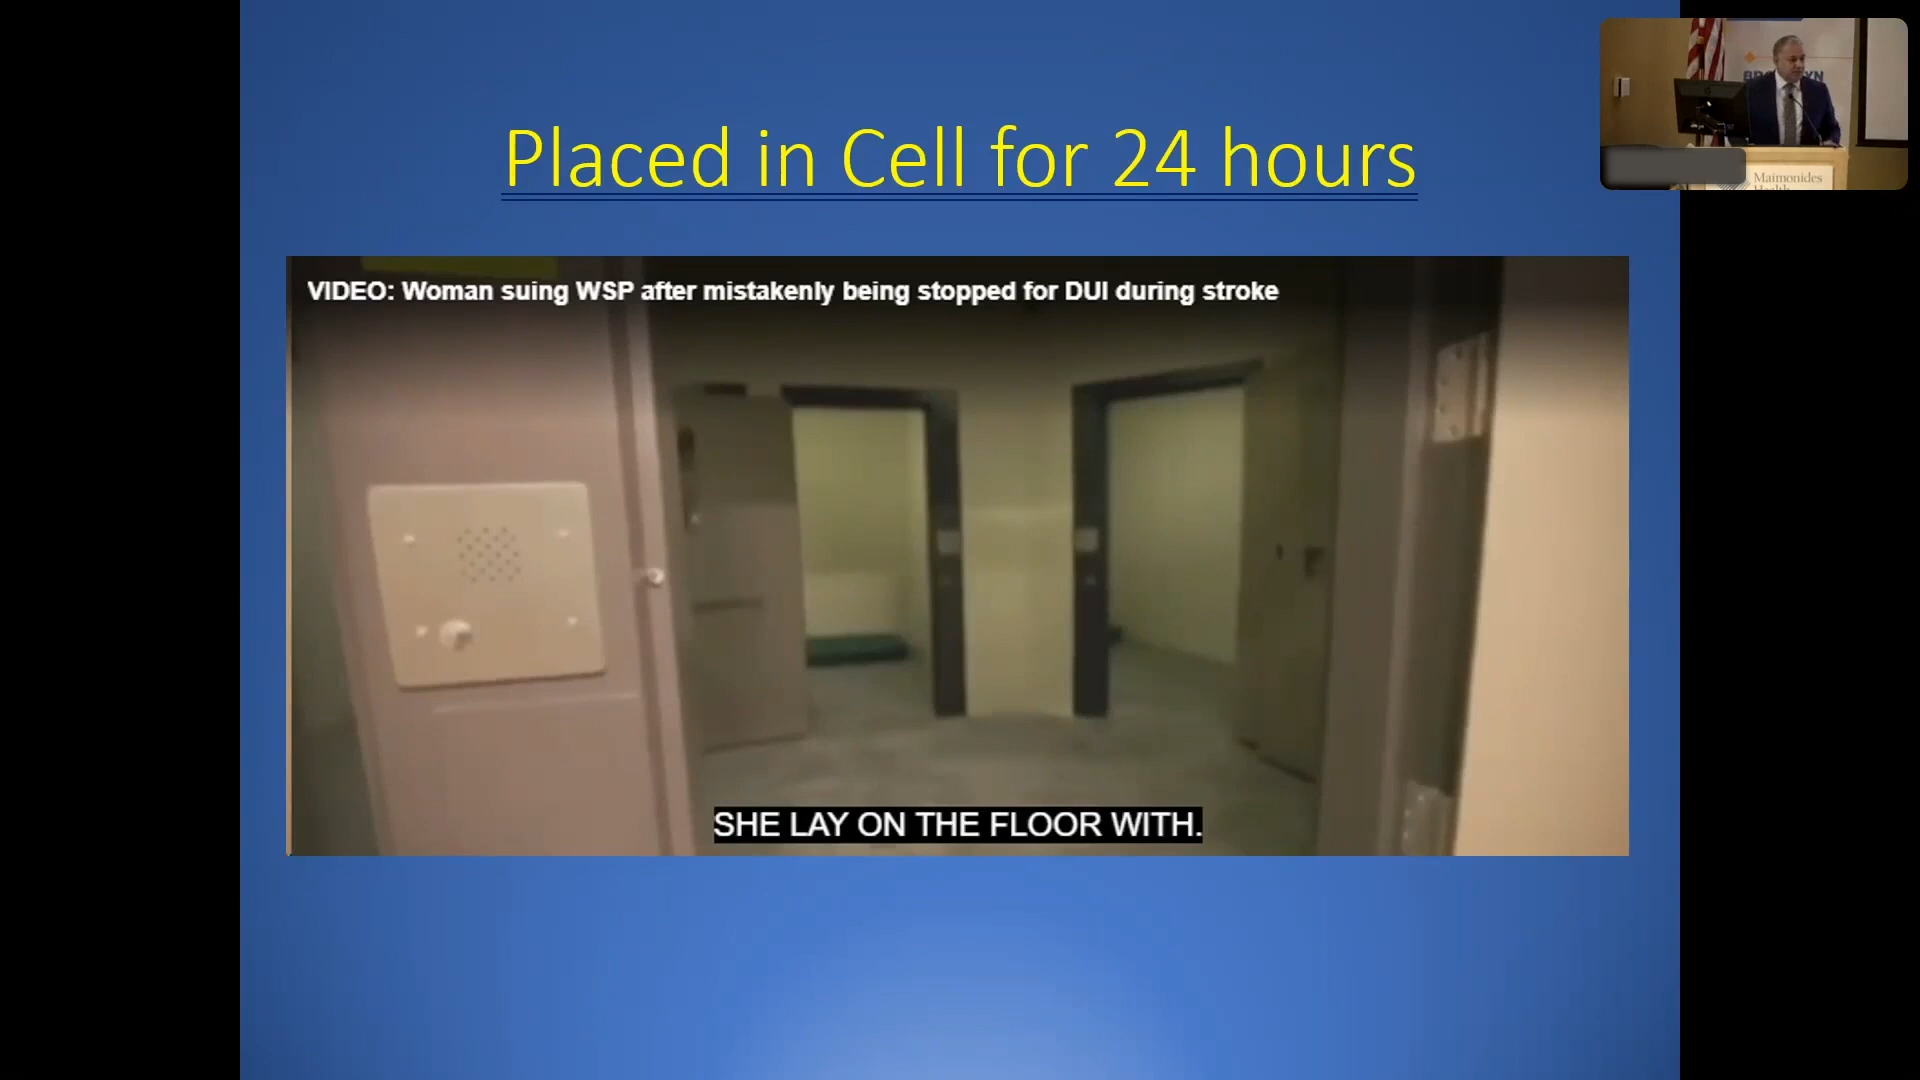 Placed in Cell for 24 hours
VIDEO: Woman suing WSP after mistakenly being stopped for DUI during stroke
SHE LAY ON THE FLOOR WITH.
Maimonides
Health